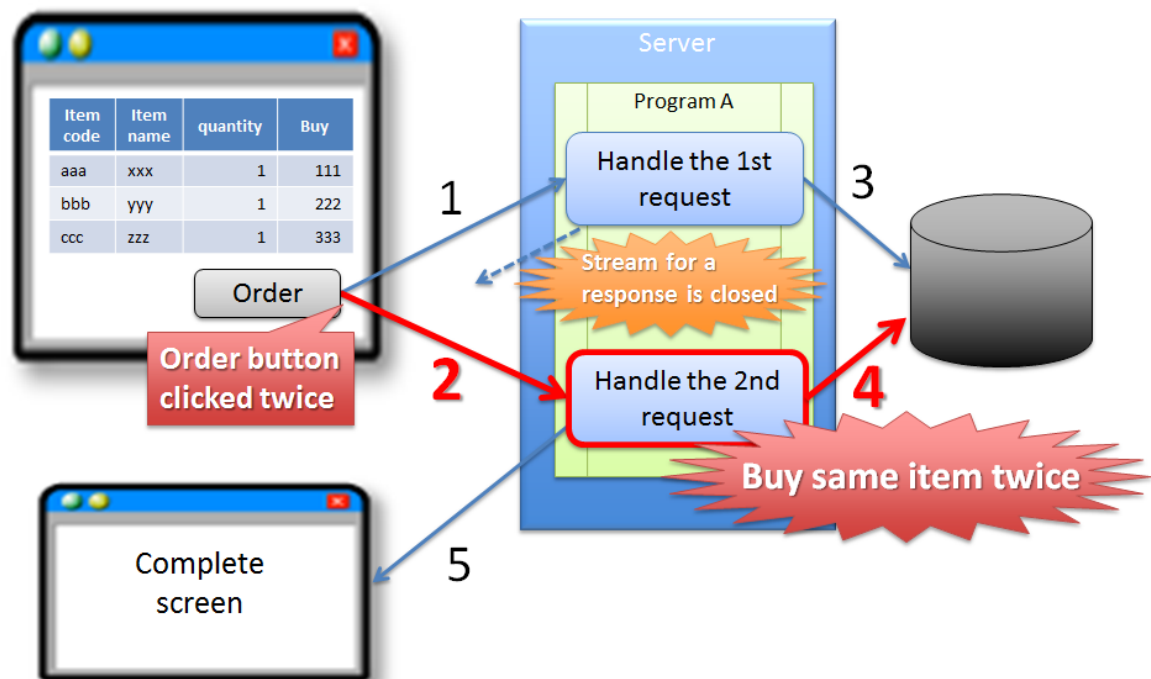 Server
Program A
Item code
Item name
quantity
Buy
aaa xxx 1 111
bbb yyy 1 222
ccc zzz 1 333
Order
Order button
clicked twice
1
Handle the 1st
request
3
Stream for a
response is closed
2
Handle the 2nd
request
4
Buy same item twice
5
Complete
screen